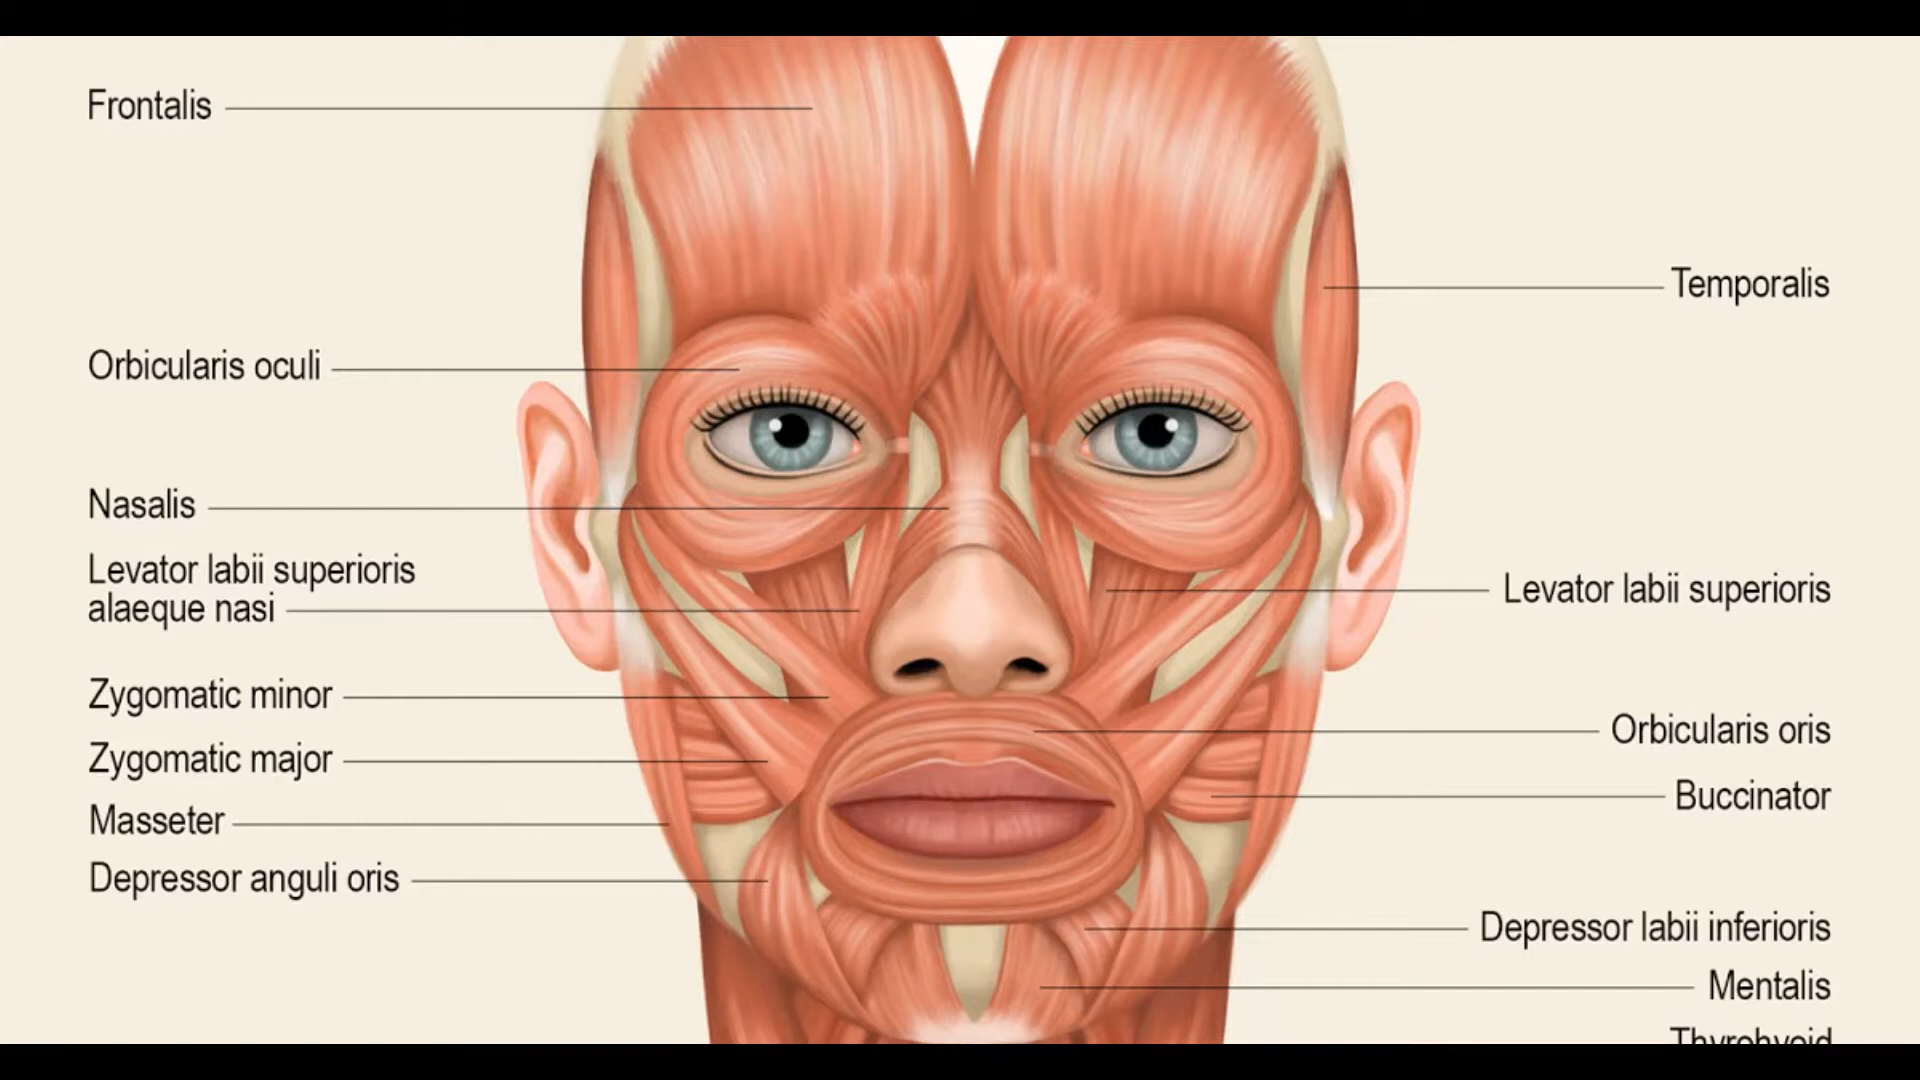 Frontalis
Temporalis
Orbicularis oculi
Nasalis
Levator labii superioris
alaeque nasi
Levator labii superioris
Zygomatic minor
Orbicularis oris
Zygomatic major
Buccinator
Masseter
Depressor anguli oris
Depressor labii inferioris
Mentalis
Thyrohyoid